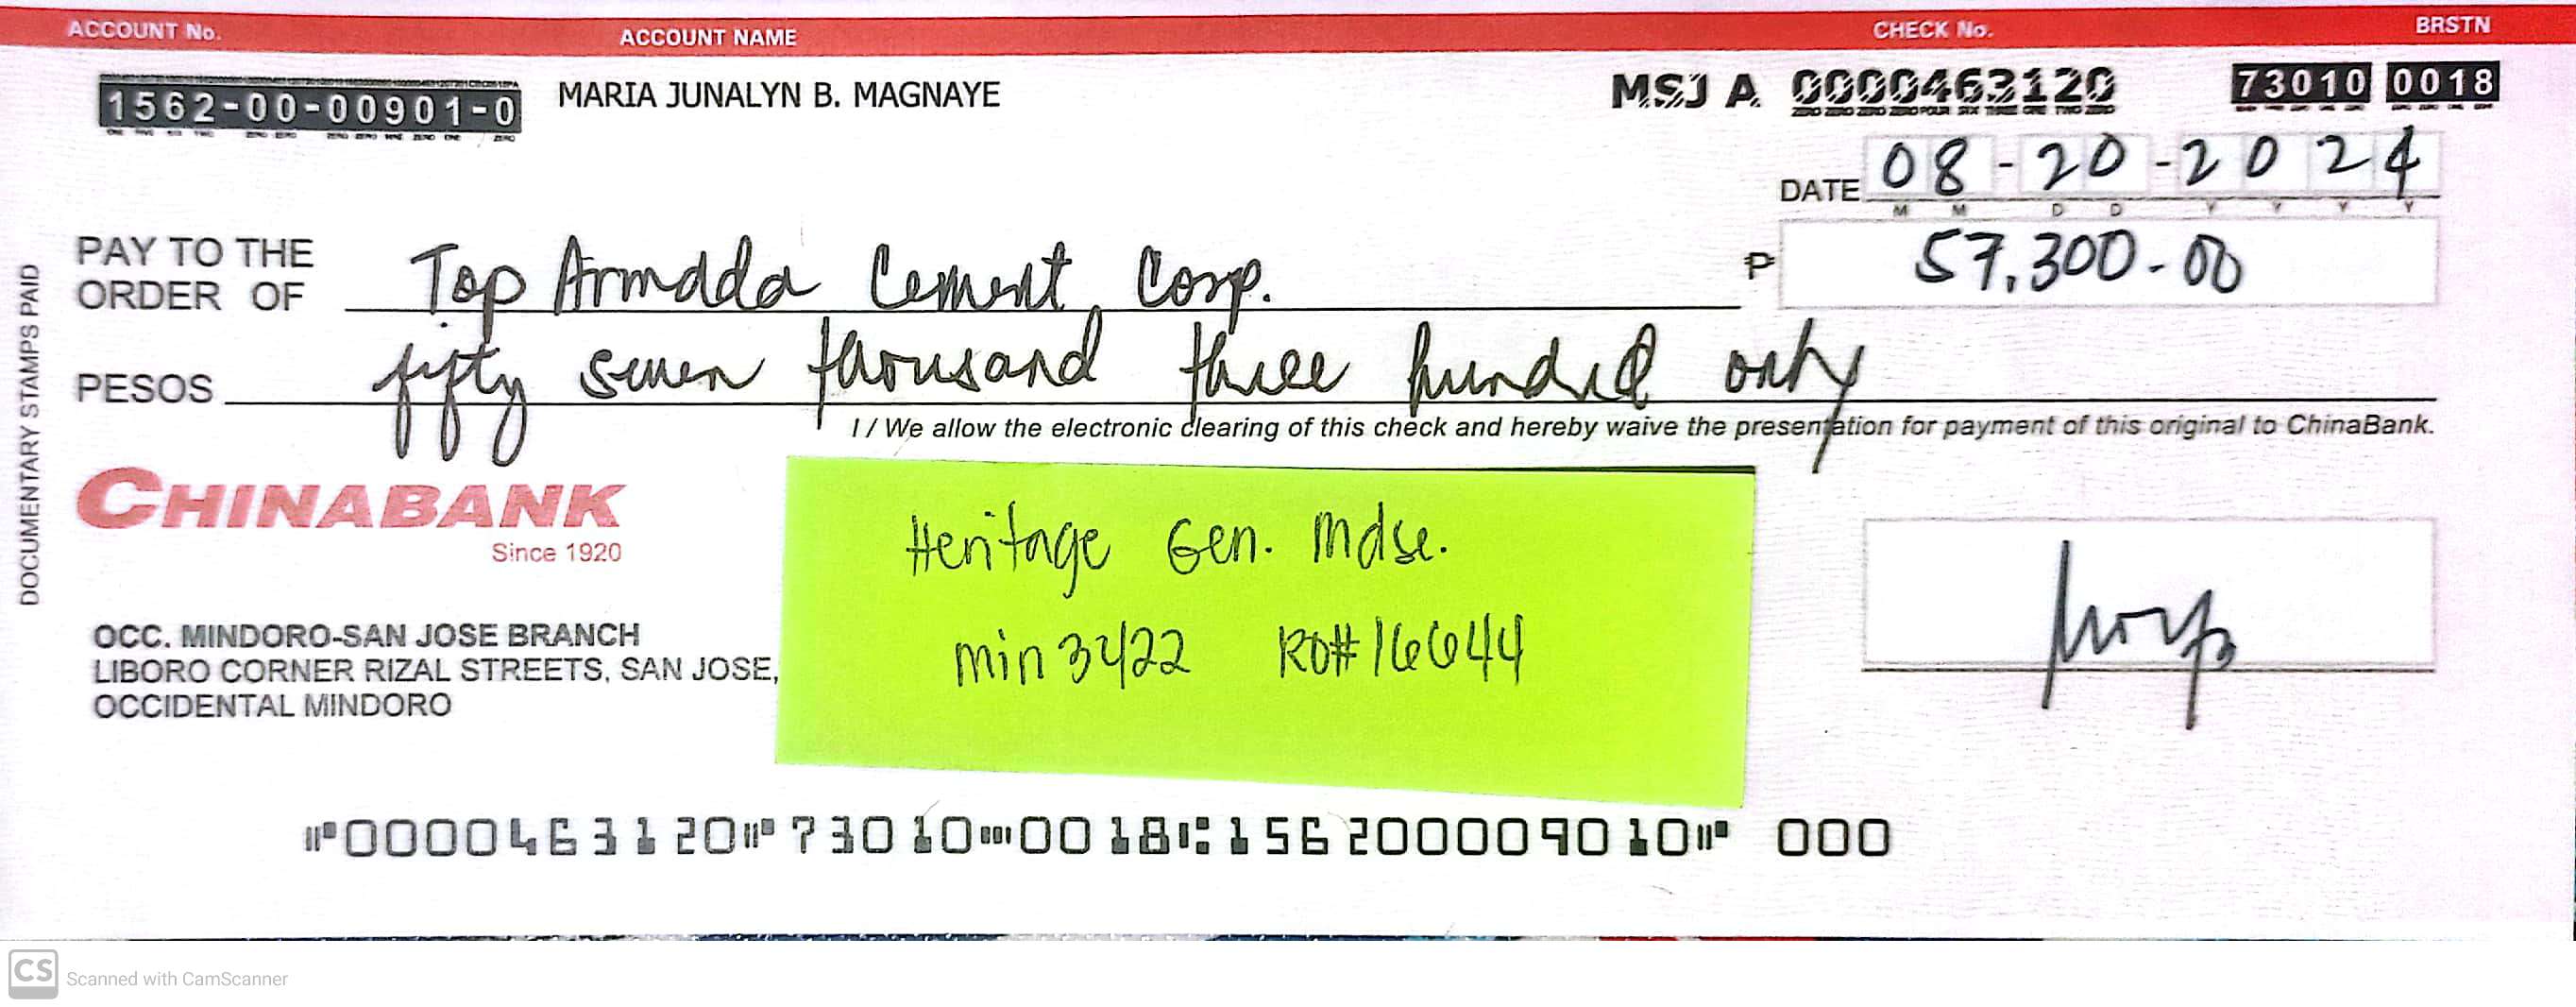 ACCOUNT No. ACCOUNT NAME CHECK No. BRSTN
1562-00-00901-0 MARIA JUNALYN B. MAGNAYE MSJ A 0000463120 73010 0018
DATE 08-20-2024
M M D D Y Y Y Y
PAY TO THE
ORDER OF Top Armada Cement Corp. ₱ 57,300-00
PESOS fifty seven thousand three hundred only
I / We allow the electronic clearing of this check and hereby waive the presentation for payment of this original to ChinaBank.
DOCUMENTARY STAMPS PAID
CHINABANK
Since 1920
OCC. MINDORO-SAN JOSE BRANCH
LIBORO CORNER RIZAL STREETS, SAN JOSE,
OCCIDENTAL MINDORO
Heritage Gen. Mdse.
min 3422 RO# 16644
0000463120 73010 0018 156200009010 000
CS Scanned with CamScanner